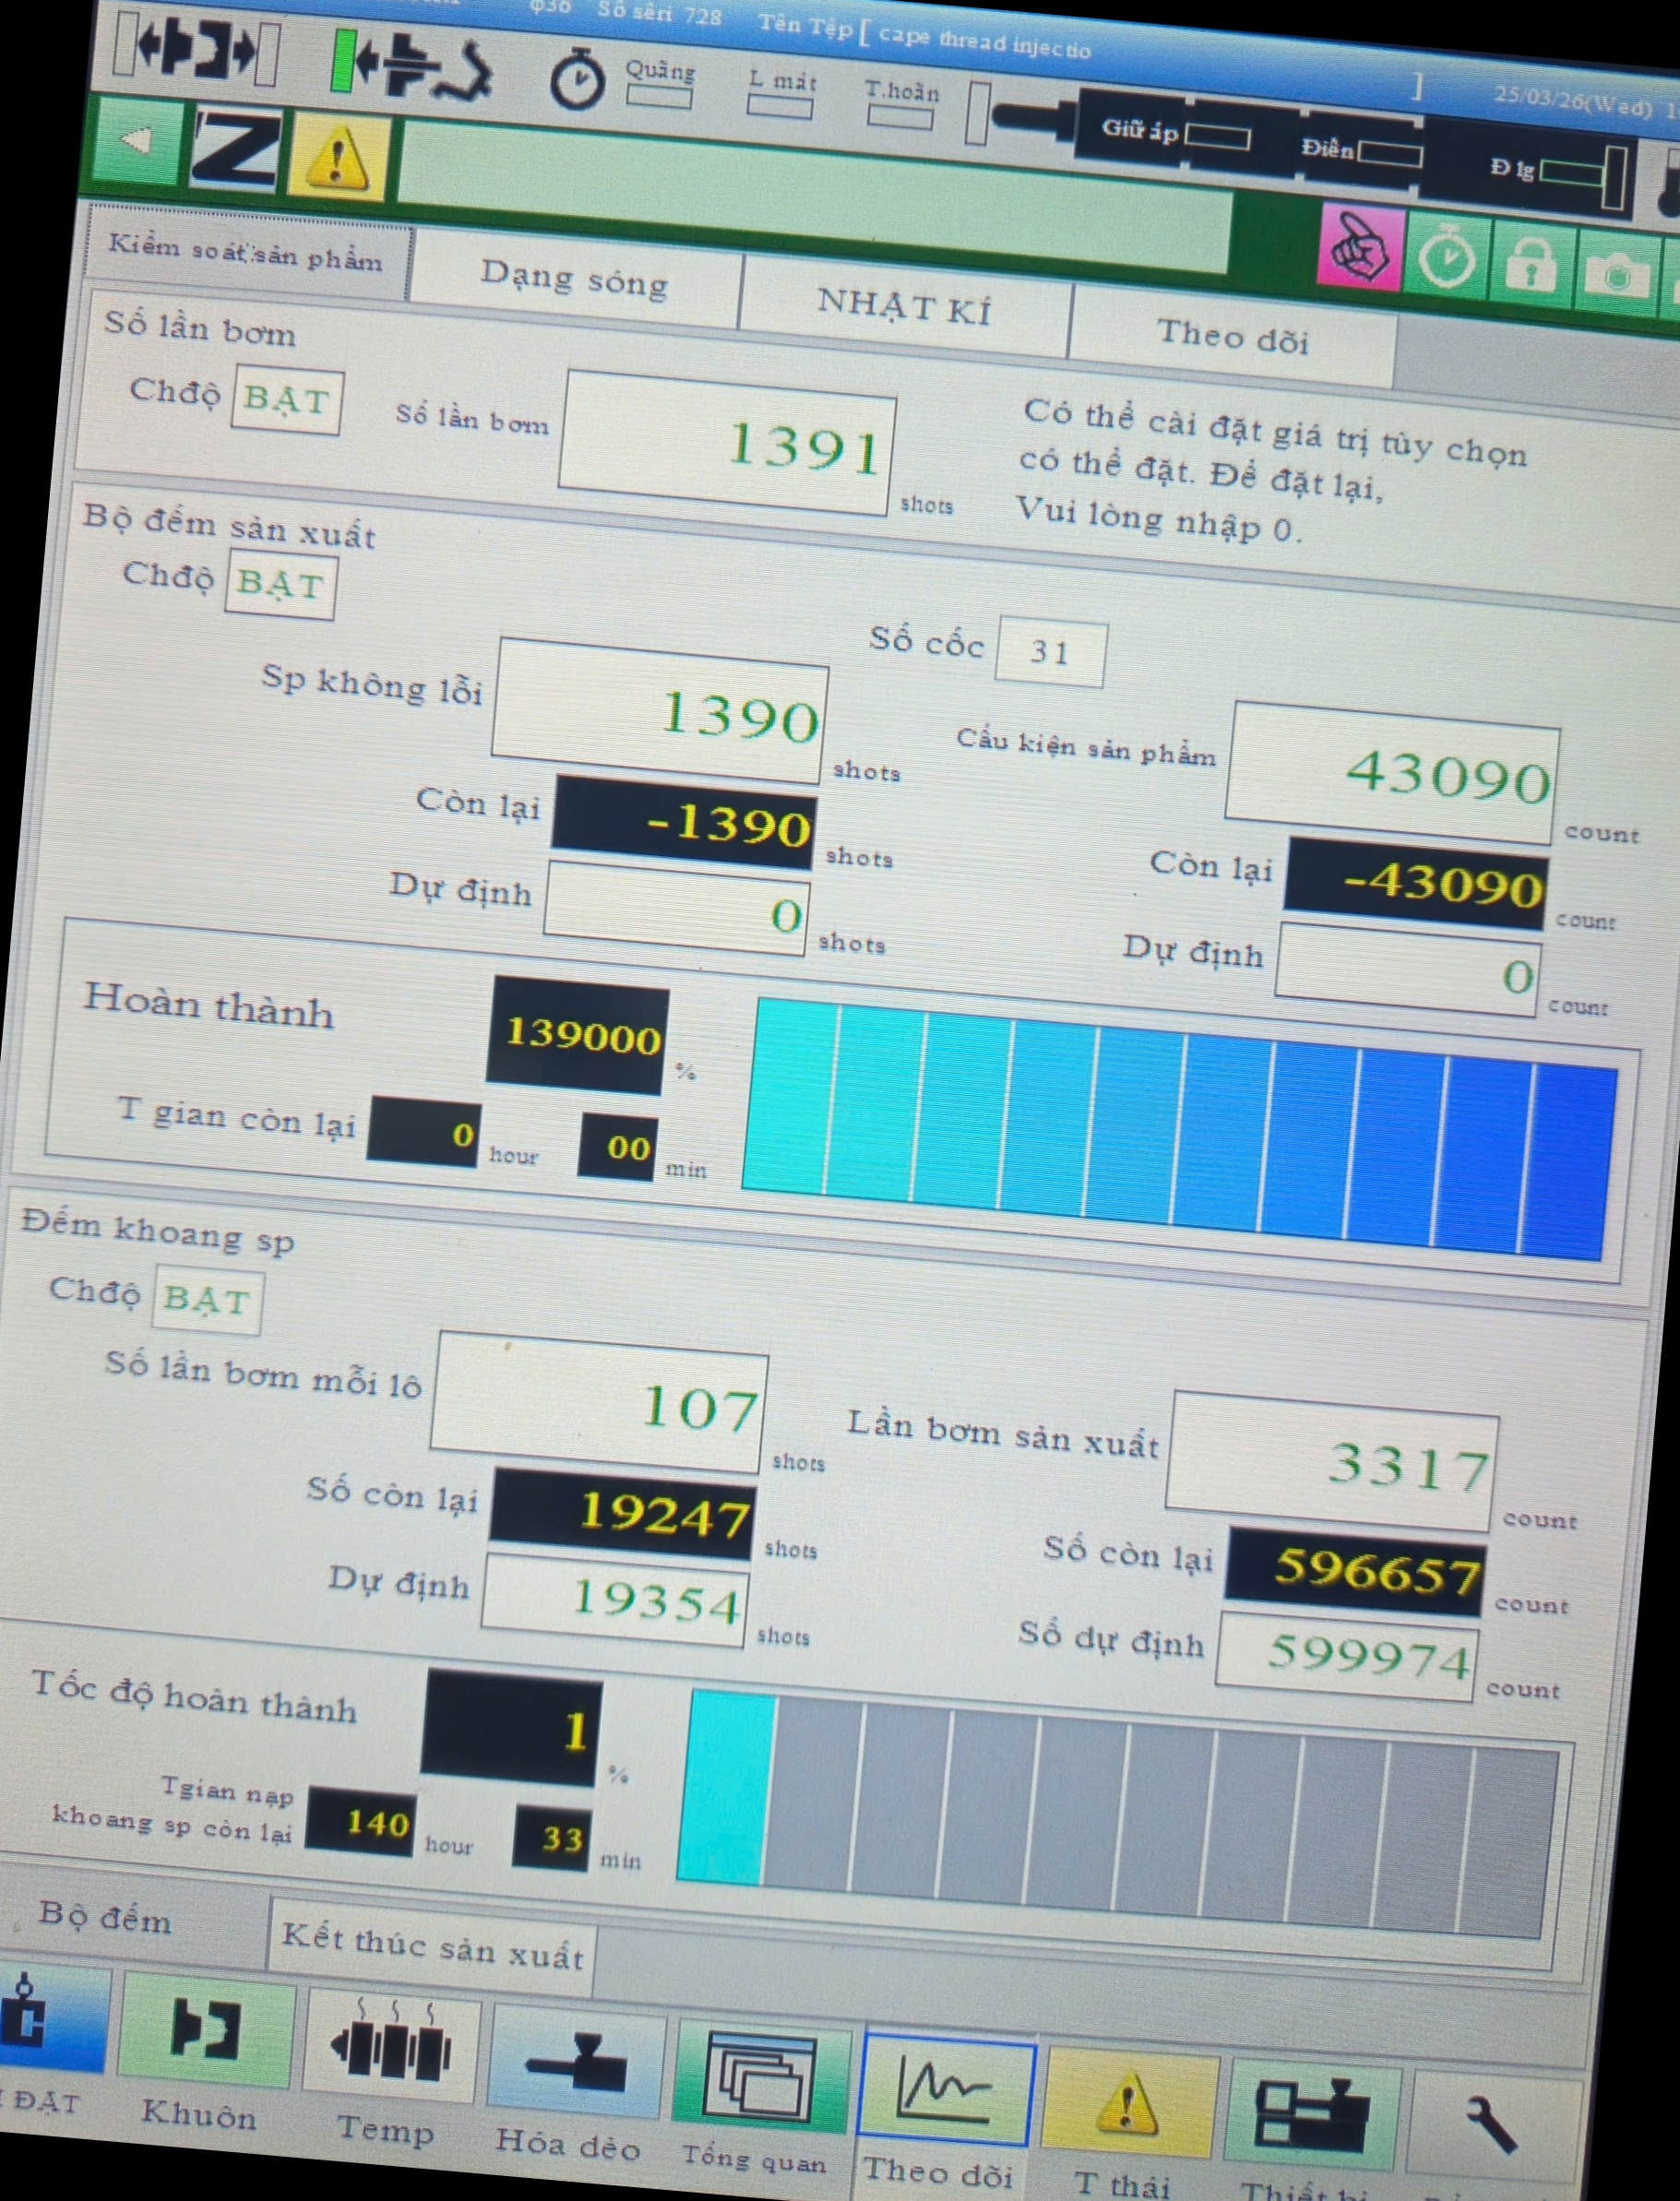 φ36 Số sêri 728 Tên Tệp [ cape thread injectio ] 25/03/26(Wed)
Quãng L mát T.hoãn Giữ áp Điền Đ lg
Kiểm soát sản phẩm Dạng sóng NHẬT KÍ Theo dõi
Số lần bơm
Chđộ BẬT Số lần bơm 1391 shots
Có thể cài đặt giá trị tùy chọn
có thể đặt. Để đặt lại,
Vui lòng nhập 0.
Bộ đếm sản xuất
Chđộ BẬT
Số cốc 31
Sp không lỗi 1390 shots Cấu kiện sản phẩm 43090 count
Còn lại -1390 shots Còn lại -43090 count
Dự định 0 shots Dự định 0 count
Hoàn thành 139000 %
T gian còn lại 0 hour 00 min
Đếm khoang sp
Chđộ BẬT
Số lần bơm mỗi lô 107 shots Lần bơm sản xuất 3317 count
Số còn lại 19247 shots Số còn lại 596657 count
Dự định 19354 shots Số dự định 599974 count
Tốc độ hoàn thành 1 %
Tgian nạp
khoang sp còn lại 140 hour 33 min
Bộ đếm Kết thúc sản xuất
ĐẶT Khuôn Temp Hóa dẻo Tổng quan Theo dõi T thái Thiết bị